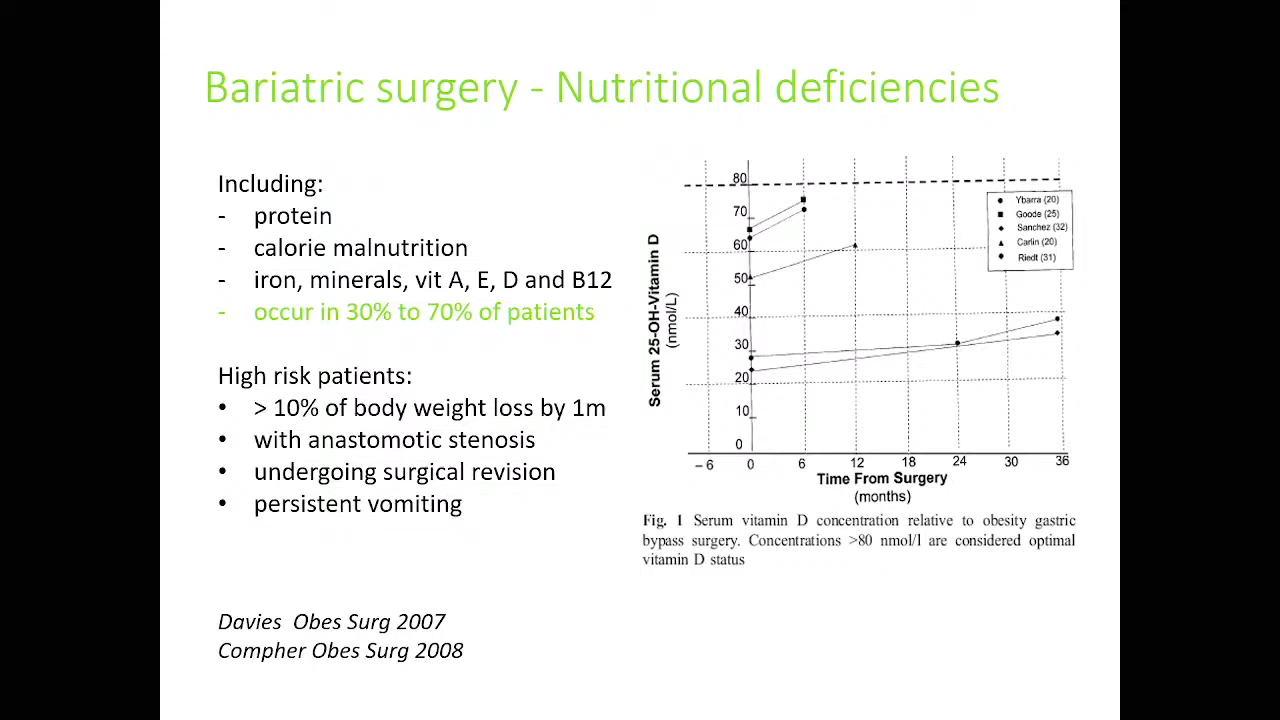 Bariatric surgery - Nutritional deficiencies
Including:
- protein
- calorie malnutrition
- iron, minerals, vit A, E, D and B12
- occur in 30% to 70% of patients
High risk patients:
• > 10% of body weight loss by 1m
• with anastomotic stenosis
• undergoing surgical revision
• persistent vomiting
Davies Obes Surg 2007
Compher Obes Surg 2008
Serum 25-OH-Vitamin D
(nmol/L)
80
70
60
50
40
30
20
10
0
–6 0 6 12 18 24 30 36
Time From Surgery
(months)
Ybarra (20)
Goode (25)
Sanchez (32)
Carlin (20)
Riedt (31)
Fig. 1 Serum vitamin D concentration relative to obesity gastric
bypass surgery. Concentrations >80 nmol/l are considered optimal
vitamin D status